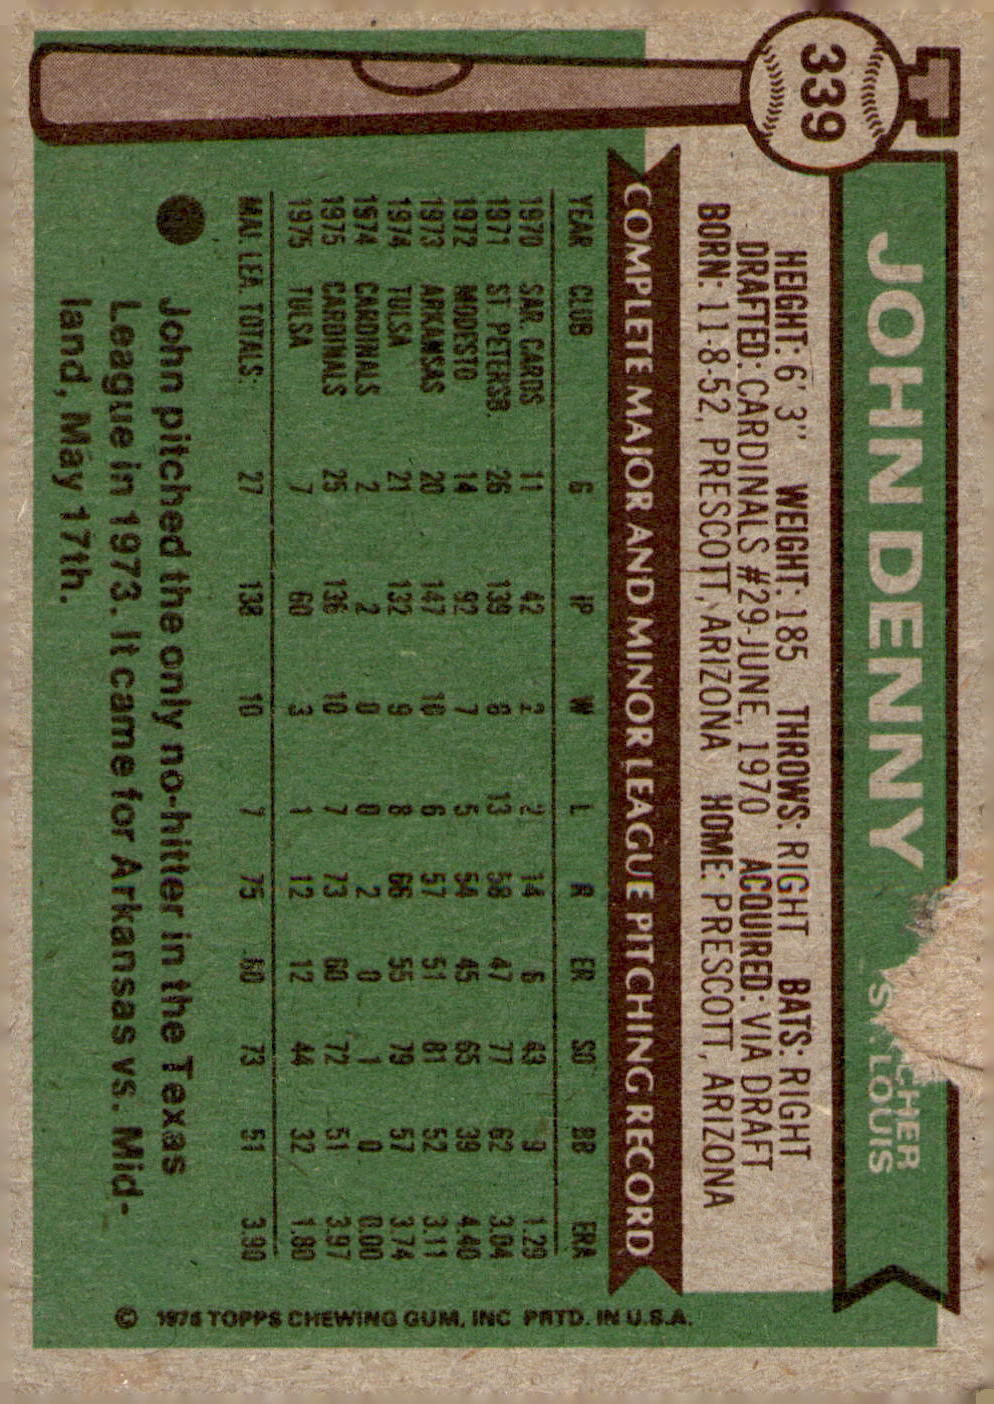 339
JOHN DENNY
ST. LOUIS
HEIGHT: 6' 3" WEIGHT: 185 THROWS: RIGHT BATS: RIGHT
DRAFTED: CARDINALS #29-JUNE, 1970 ACQUIRED: VIA DRAFT
BORN: 11-8-52, PRESCOTT, ARIZONA HOME: PRESCOTT, ARIZONA
COMPLETE MAJOR AND MINOR LEAGUE PITCHING RECORD
YEAR CLUB G IP W L R ER SO BB ERA
1970 SAR. CARDS 11 42 2 2 14 6 43 9 1.29
1971 ST. PETERSB. 26 139 8 13 58 47 77 62 3.04
1972 MODESTO 14 92 7 5 54 45 65 39 4.40
1973 ARKANSAS 20 147 10 6 57 51 81 52 3.11
1974 TULSA 21 132 9 8 66 55 79 57 3.74
1974 CARDINALS 2 2 0 0 2 0 1 0 0.00
1975 CARDINALS 25 136 10 7 73 60 72 51 3.97
1975 TULSA 7 60 3 1 12 12 44 32 1.80
MAJ. LEA. TOTALS: 27 138 10 7 75 60 73 51 3.90
John pitched the only no-hitter in the Texas
League in 1973. It came for Arkansas vs. Mid-
land, May 17th.
© 1976 TOPPS CHEWING GUM, INC PRTD. IN U.S.A.